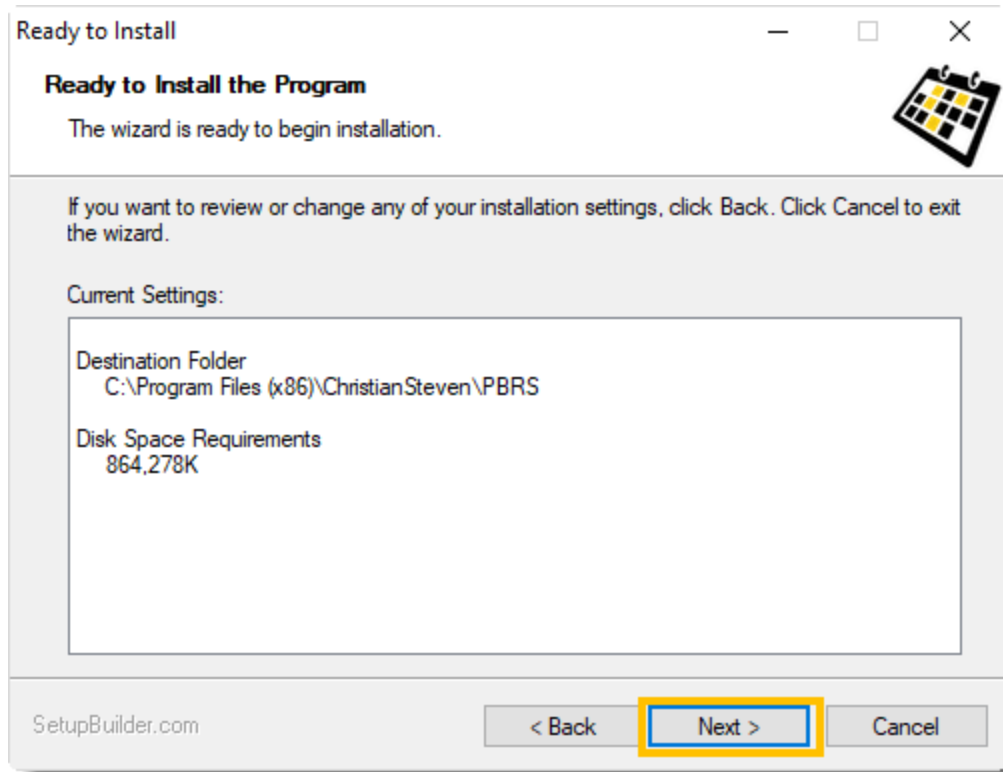 Ready to Install
Ready to Install the Program
The wizard is ready to begin installation.
If you want to review or change any of your installation settings, click Back. Click Cancel to exit
the wizard.
Current Settings:
Destination Folder
C:\Program Files (x86)\ChristianSteven\PBRS
Disk Space Requirements
864,278K
SetupBuilder.com
< Back
Next >
Cancel